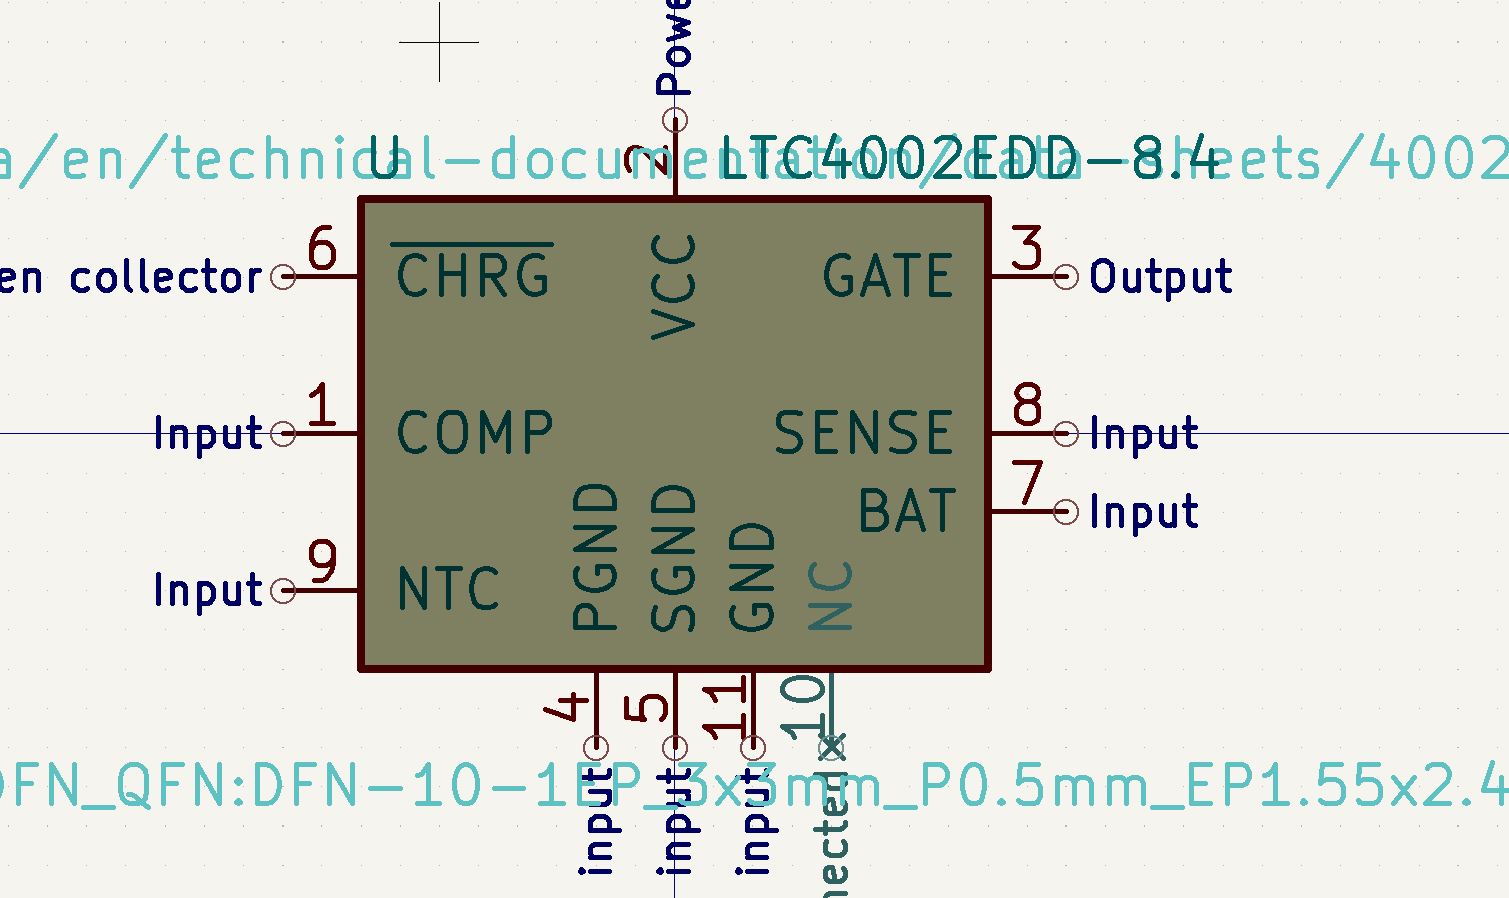 Powe
2
a/en/technical-documentation/data-sheets/4002
U
LTC4002EDD-8.4
6
en collector
CHRG
VCC
GATE
3
Output
1
Input
COMP
SENSE
8
Input
7
BAT
Input
9
Input
NTC
PGND
SGND
GND
NC
4
5
11
10
DFN_QFN:DFN-10-1EP_3x3mm_P0.5mm_EP1.55x2.4
input
input
input
nected